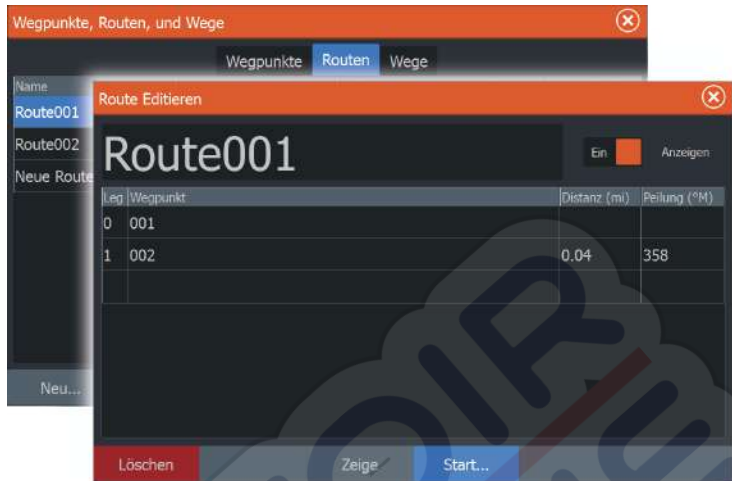 Wegpunkte, Routen, und Wege
Wegpunkte Routen Wege
Name
Route001
Route002
Neue Route
Neu...
Route Editieren
Route001
Ein Anzeigen
Leg Wegpunkt Distanz (mi) Peilung (°M)
0 001
1 002 0.04 358
Löschen Zeige Start...